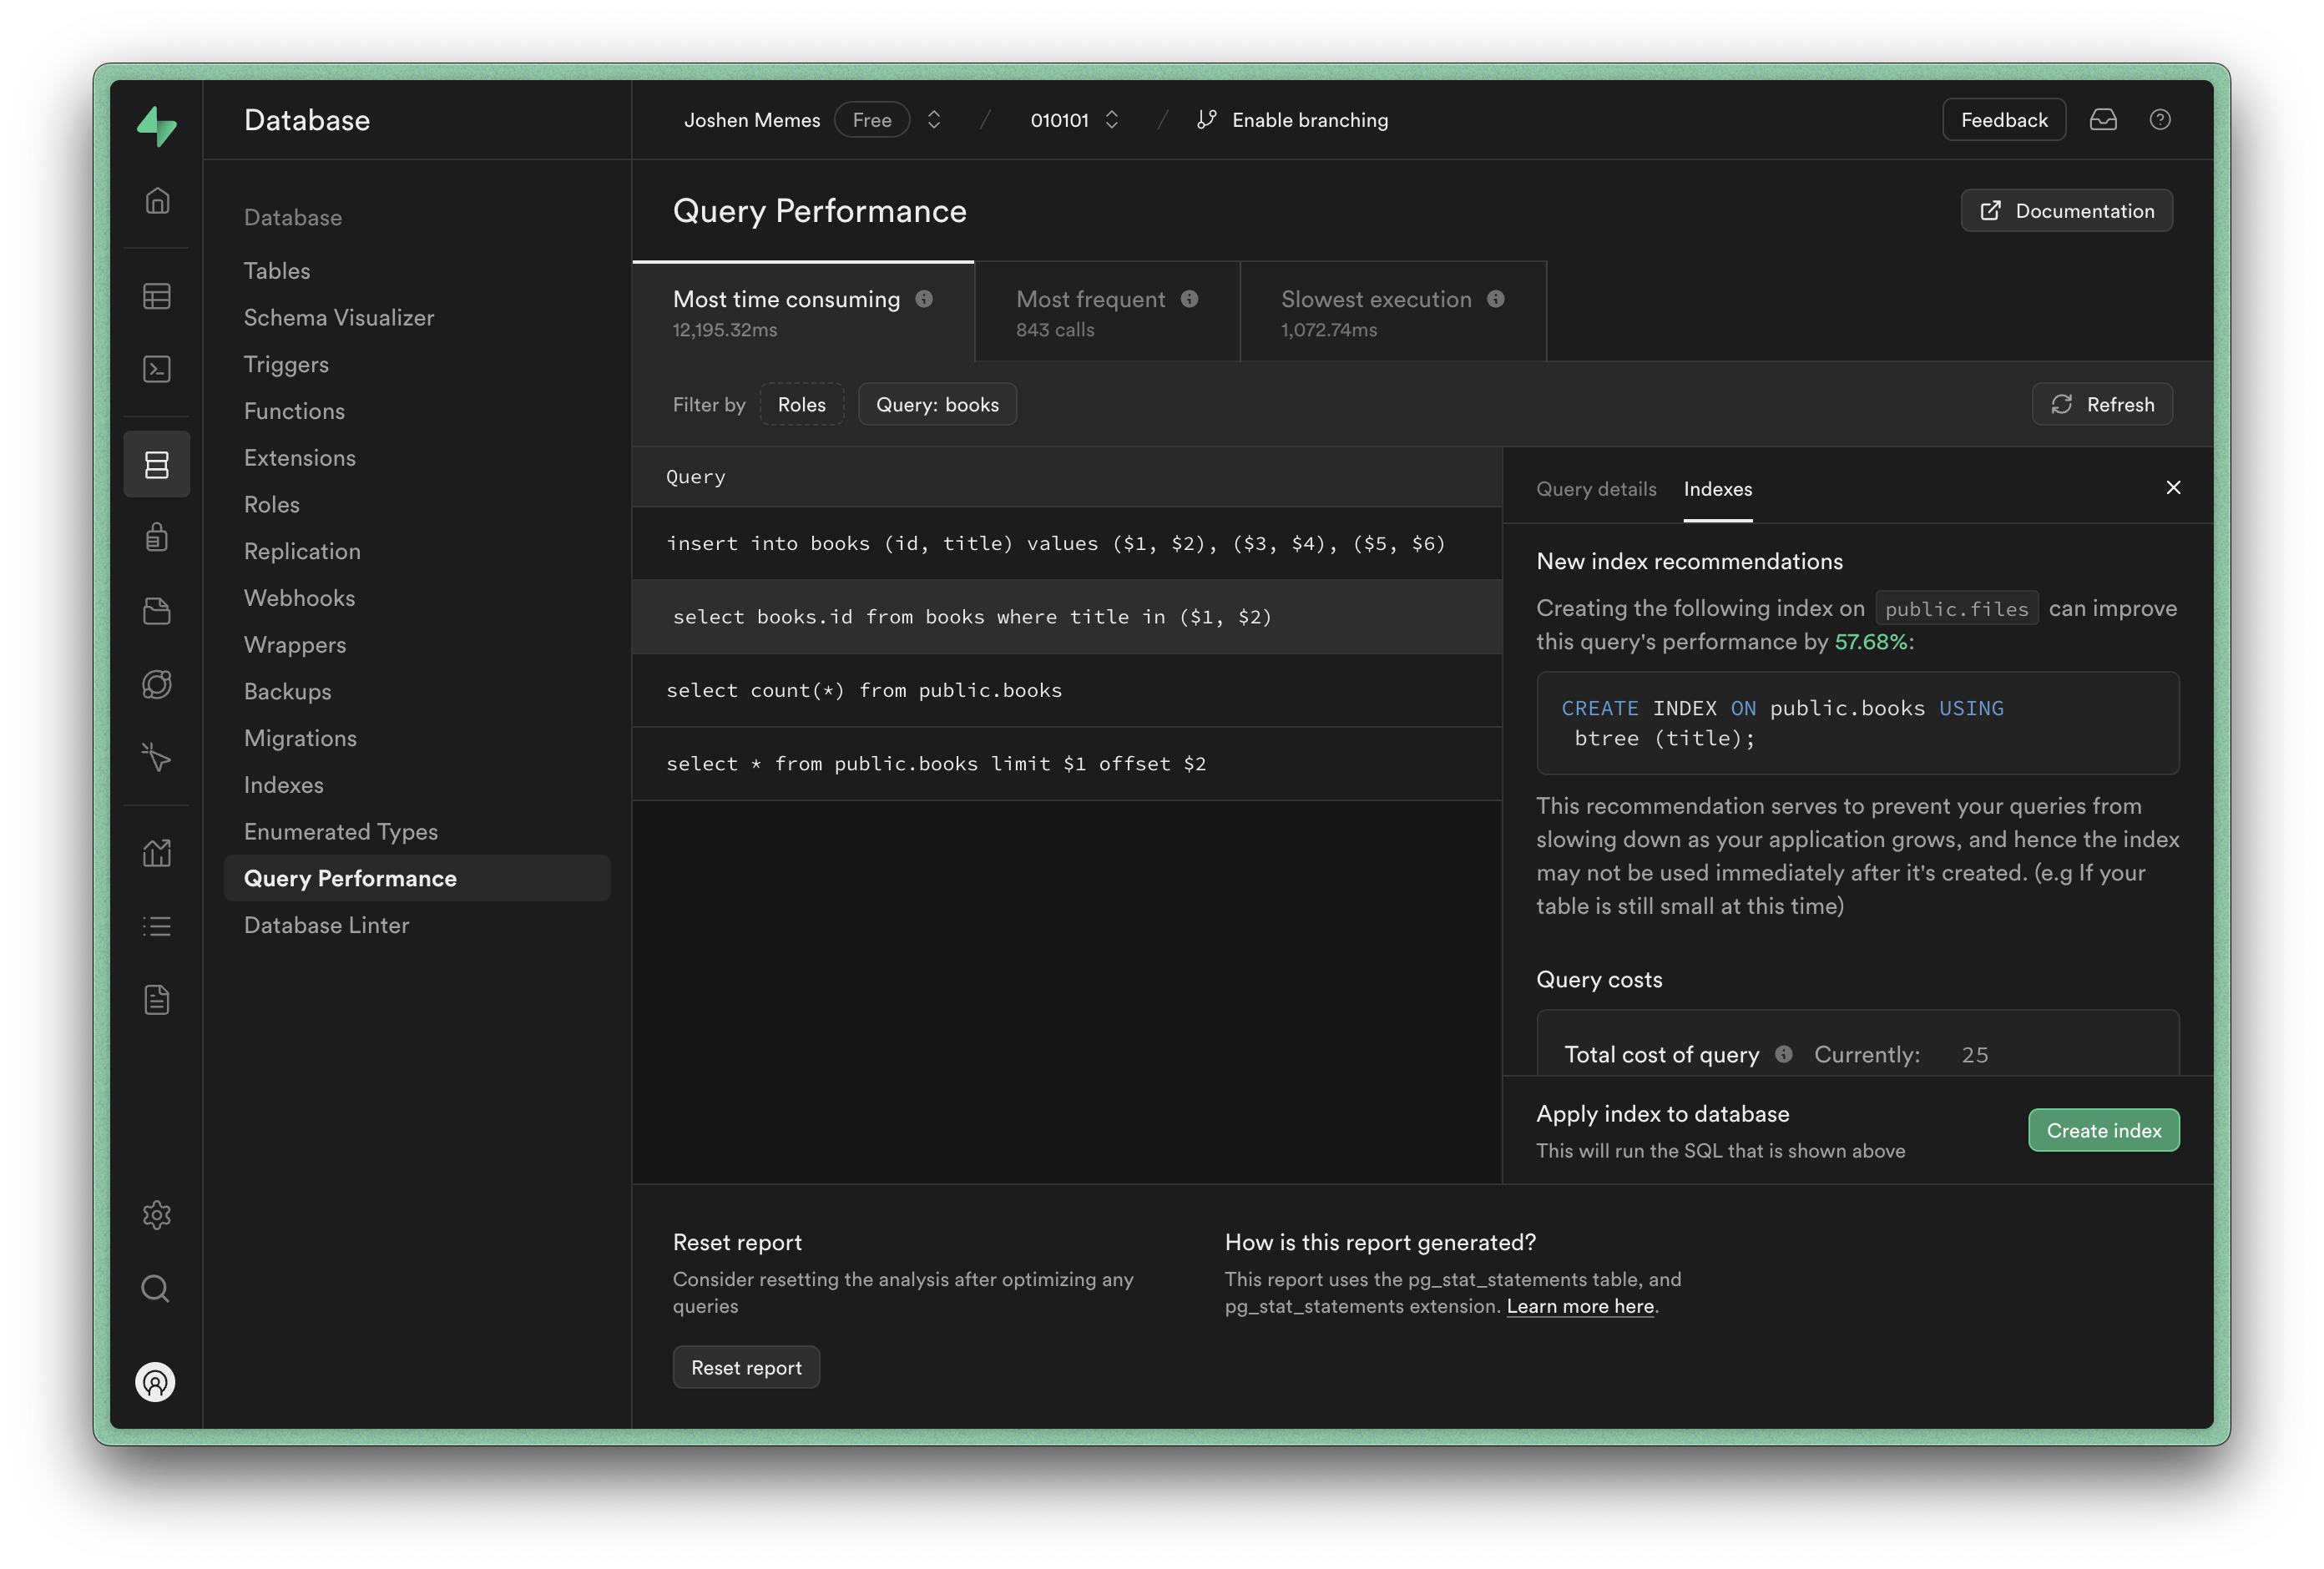 Database
Joshen Memes Free / 010101 / Enable branching
Feedback
Database
Tables
Schema Visualizer
Triggers
Functions
Extensions
Roles
Replication
Webhooks
Wrappers
Backups
Migrations
Indexes
Enumerated Types
Query Performance
Database Linter
Query Performance
Documentation
Most time consuming
12,195.32ms
Most frequent
843 calls
Slowest execution
1,072.74ms
Filter by Roles Query: books
Refresh
Query
insert into books (id, title) values ($1, $2), ($3, $4), ($5, $6)
select books.id from books where title in ($1, $2)
select count(*) from public.books
select * from public.books limit $1 offset $2
Query details Indexes
New index recommendations
Creating the following index on public.files can improve
this query's performance by 57.68%:
CREATE INDEX ON public.books USING
btree (title);
This recommendation serves to prevent your queries from
slowing down as your application grows, and hence the index
may not be used immediately after it's created. (e.g If your
table is still small at this time)
Query costs
Total cost of query Currently: 25
Apply index to database
This will run the SQL that is shown above
Create index
Reset report
Consider resetting the analysis after optimizing any
queries
Reset report
How is this report generated?
This report uses the pg_stat_statements table, and
pg_stat_statements extension. Learn more here.